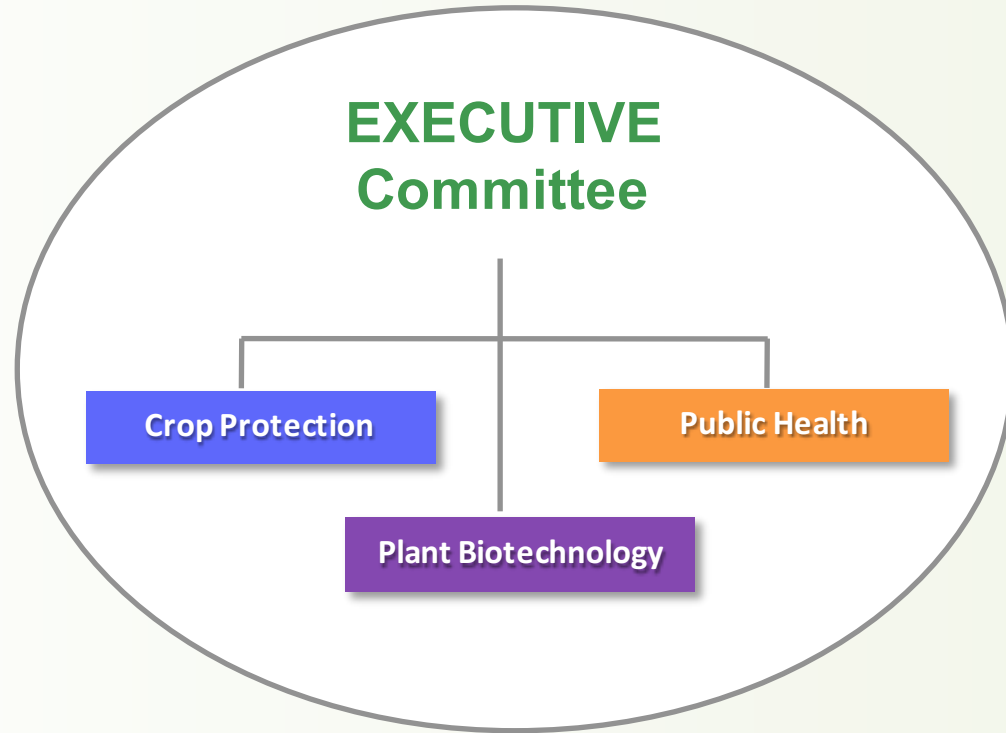 EXECUTIVE
Committee
Crop Protection
Public Health
Plant Biotechnology